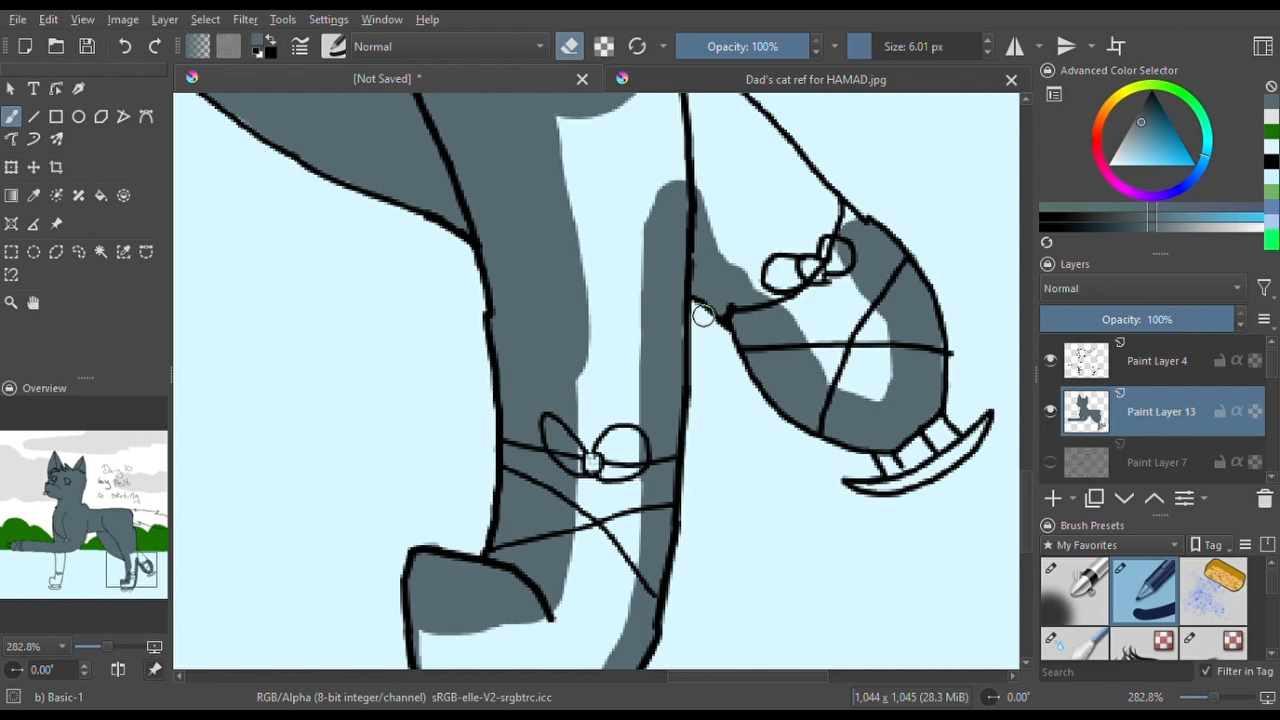 File Edit View Image Layer Select Filter Tools Settings Window Help
Normal Opacity: 100% Size: 6.01 px
[Not Saved] * Dad's cat ref for HAMAD.jpg
Advanced Color Selector
Layers
Normal
Opacity: 100%
Paint Layer 4
Paint Layer 13
Paint Layer 7
Brush Presets
My Favorites Tag
Search Filter in Tag
Overview
Day 16
282.8%
0.00°
b) Basic-1 RGB/Alpha (8-bit integer/channel) sRGB-elle-V2-srgbtrc.icc 1,044 x 1,045 (28.3 MiB) 0.00° 282.8%